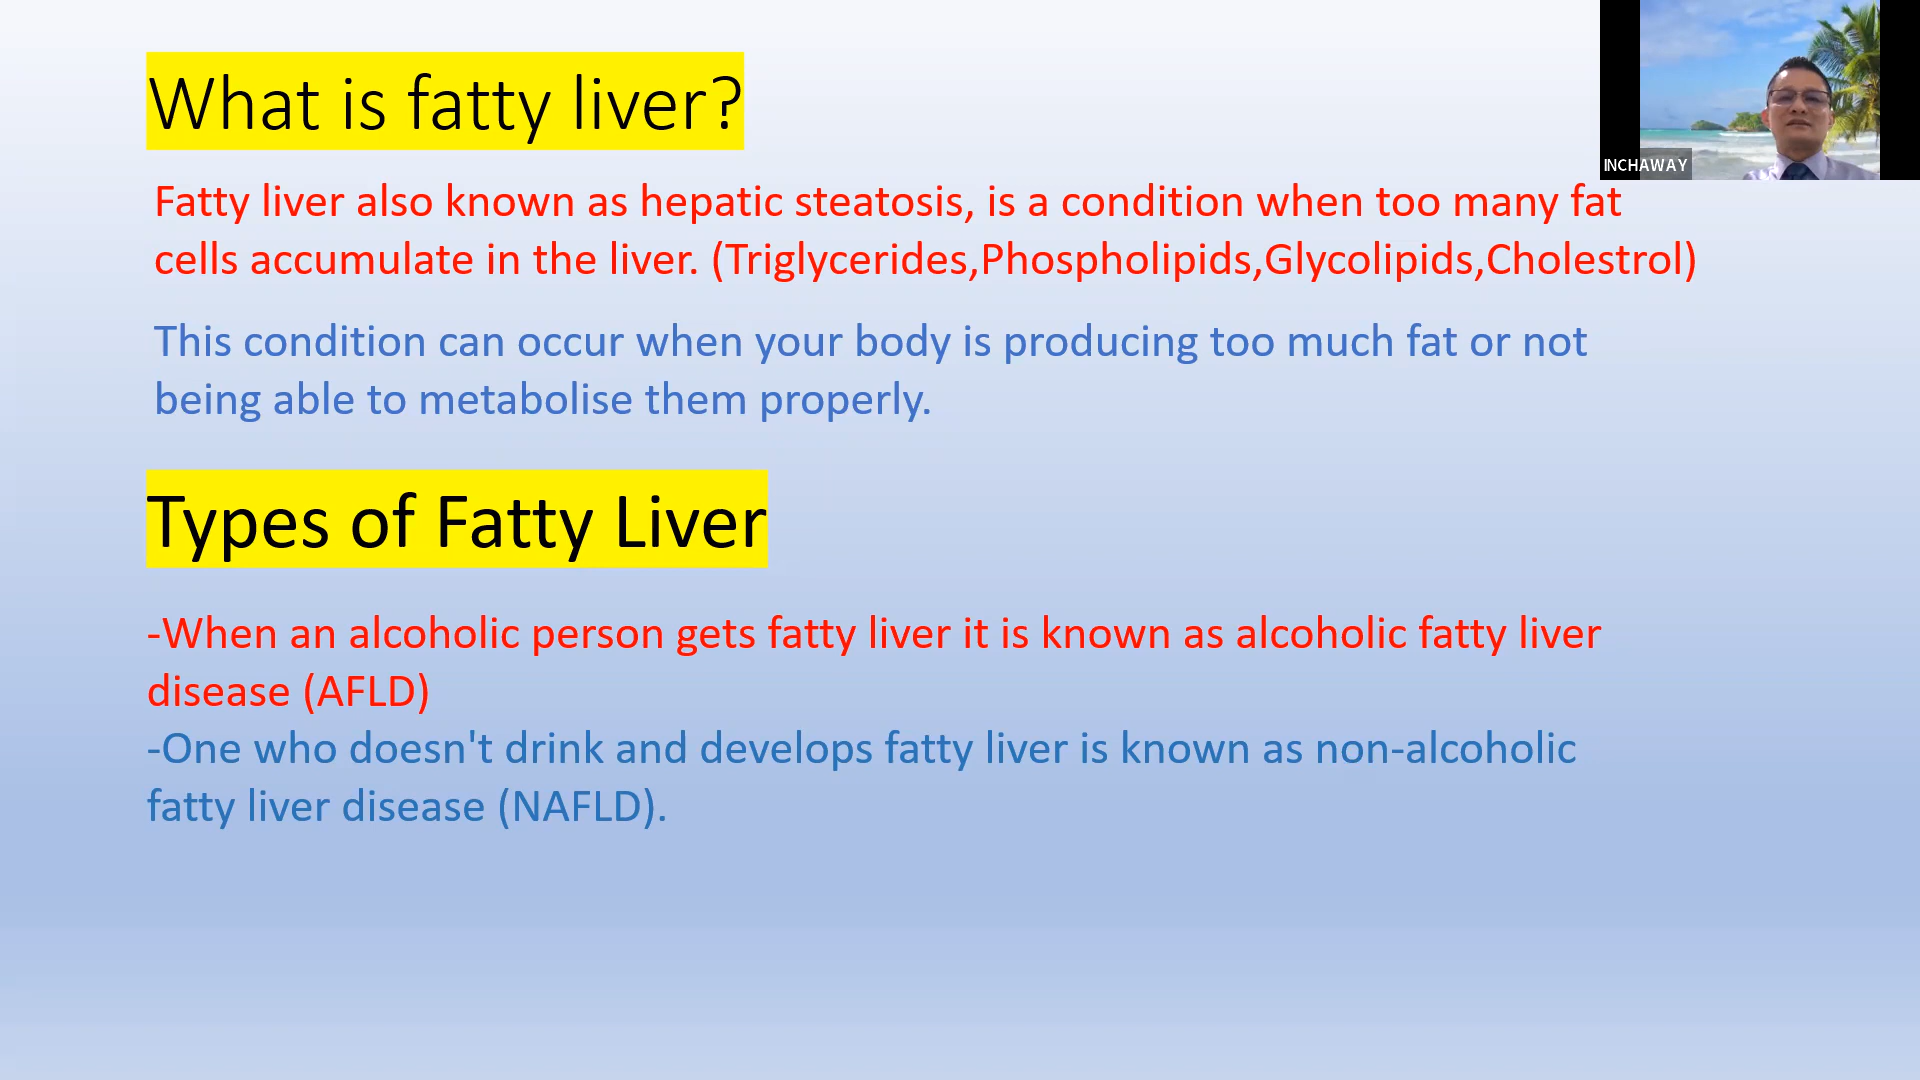 What is fatty liver?
Fatty liver also known as hepatic steatosis, is a condition when too many fat
cells accumulate in the liver. (Triglycerides,Phospholipids,Glycolipids,Cholestrol)
This condition can occur when your body is producing too much fat or not
being able to metabolise them properly.
Types of Fatty Liver
-When an alcoholic person gets fatty liver it is known as alcoholic fatty liver
disease (AFLD)
-One who doesn't drink and develops fatty liver is known as non-alcoholic
fatty liver disease (NAFLD).
INCHAWAY